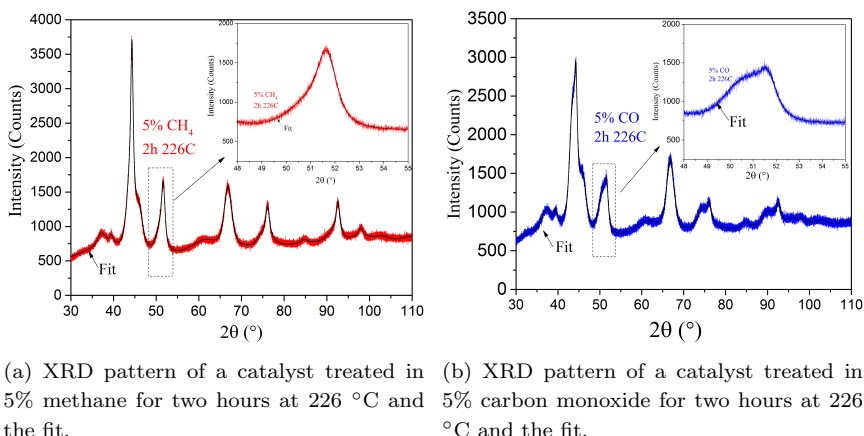 4000
3500
3000
2500
2000
1500
1000
500
0
30 40 50 60 70 80 90 100 110
Intensity (Counts)
2θ (°)
5% CH4
2h 226C
Fit
1750
1500
1250
1000
750
500
48 49 50 51 52 53 54 55
Intensity (Counts)
2θ (°)
5% CH4
2h 226C
Fit
3500
3000
2500
2000
1500
1000
500
0
30 40 50 60 70 80 90 100 110
Intensity (Counts)
2θ (°)
5% CO
2h 226C
Fit
2000
1750
1500
1250
1000
750
500
48 49 50 51 52 53 54 55
Intensity (Counts)
2θ (°)
5% CO
2h 226C
Fit
(a) XRD pattern of a catalyst treated in
5% methane for two hours at 226 °C and
the fit.
(b) XRD pattern of a catalyst treated in
5% carbon monoxide for two hours at 226
°C and the fit.